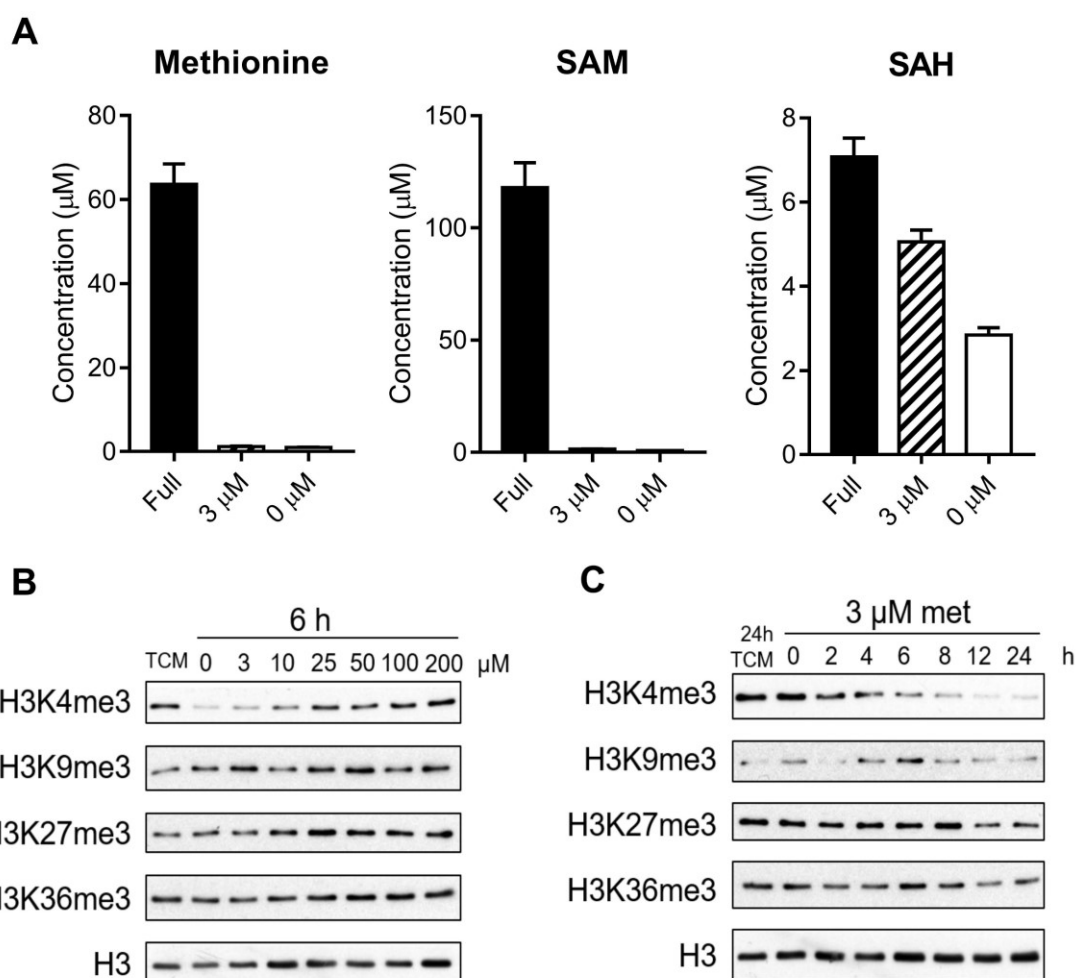 A
Methionine
SAM
SAH
Concentration (µM)
80
60
40
20
0
Full
3 µM
0 µM
Concentration (µM)
150
100
50
0
Full
3 µM
0 µM
Concentration (µM)
8
6
4
2
0
Full
3 µM
0 µM
B
6 h
TCM 0 3 10 25 50 100 200 µM
H3K4me3
H3K9me3
H3K27me3
H3K36me3
H3
C
3 µM met
24h
TCM 0 2 4 6 8 12 24 h
H3K4me3
H3K9me3
H3K27me3
H3K36me3
H3